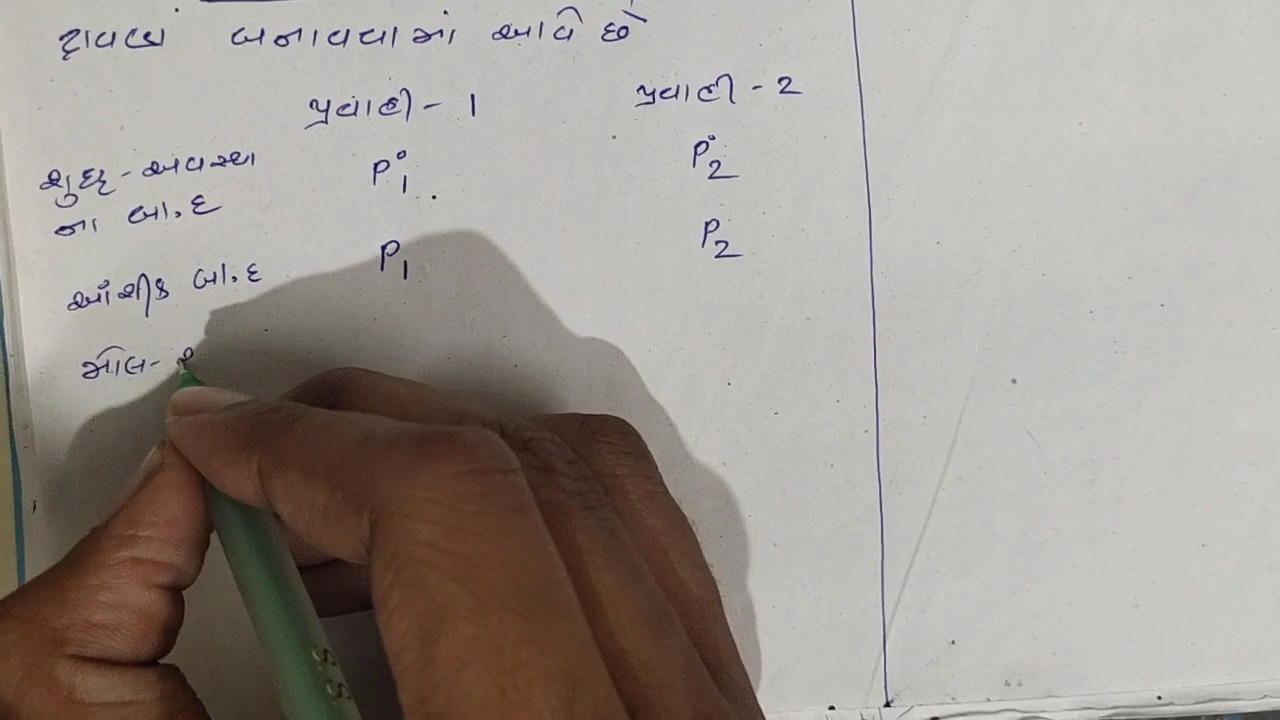 દ્રાવણ બનાવવામાં આવે છે
પ્રવાહી - 1 પ્રવાહી - 2
શુદ્ધ - અવસ્થા P°₁ P°₂
ના બા.દ
આંશીક બા.દ P₁ P₂
મોલ-